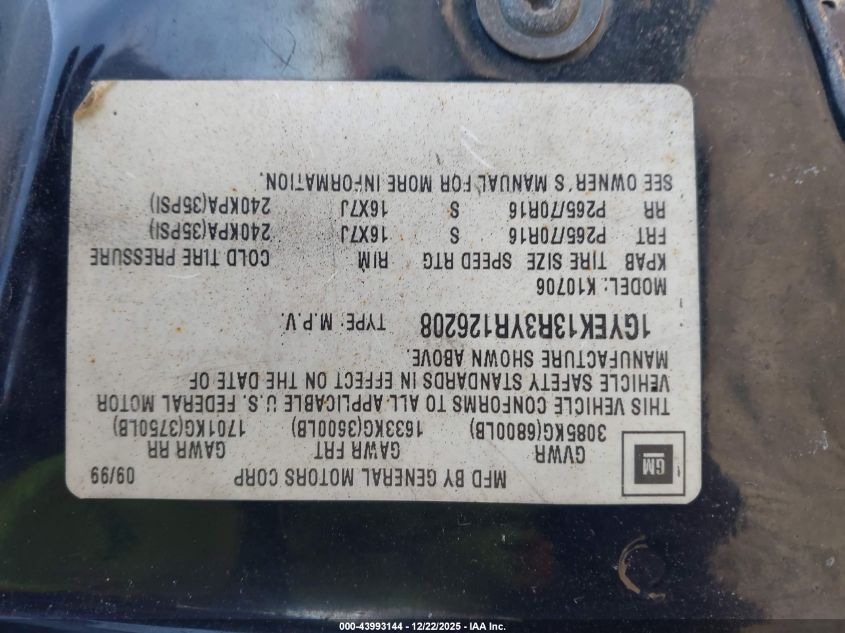 MFD BY GENERAL MOTORS CORP 09/99
GM
GVWR GAWR FRT GAWR RR
3085KG(6800LB) 1633KG(3600LB) 1701KG(3750LB)
THIS VEHICLE CONFORMS TO ALL APPLICABLE U.S. FEDERAL MOTOR
VEHICLE SAFETY STANDARDS IN EFFECT ON THE DATE OF
MANUFACTURE SHOWN ABOVE.
1GYEK13R3YR126208 TYPE: M.P.V.
MODEL: K10706
KPAB TIRE SIZE SPEED RTG RIM COLD TIRE PRESSURE
FRT P265/70R16 S 16X7J 240KPA(35PSI)
RR P265/70R16 S 16X7J 240KPA(35PSI)
SEE OWNER'S MANUAL FOR MORE INFORMATION.
000-43993144 - 12/22/2025 - IAA Inc.